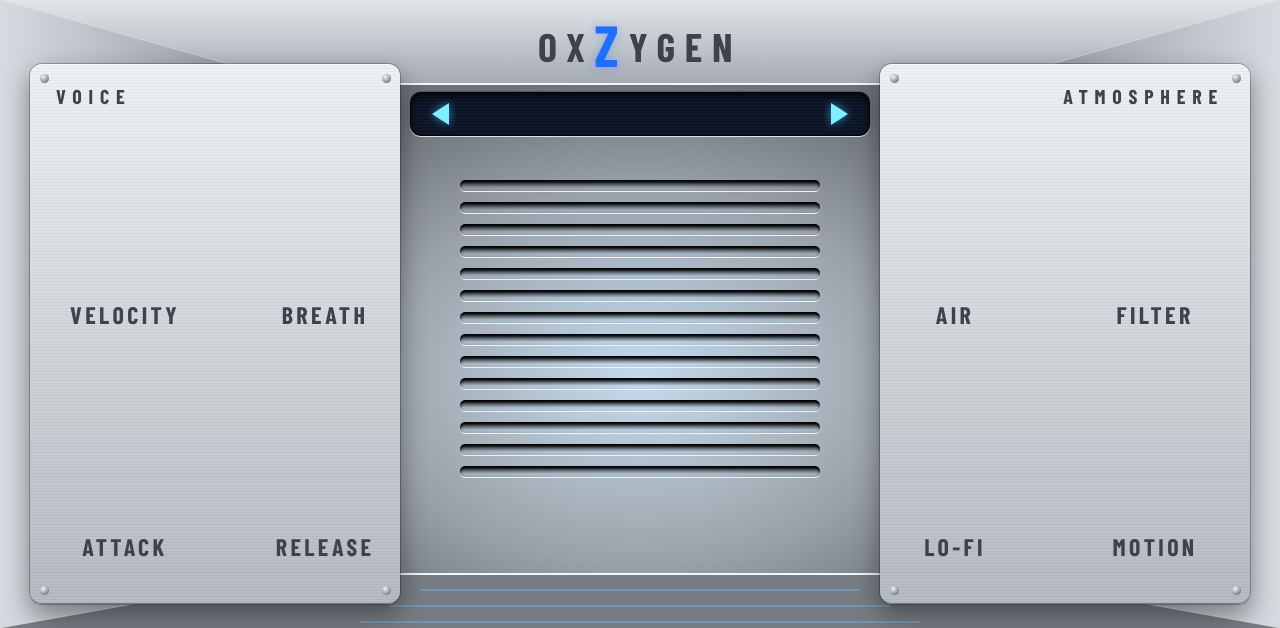 OXZYGEN
VOICE
ATMOSPHERE
VELOCITY BREATH
AIR FILTER
ATTACK RELEASE
LO-FI MOTION